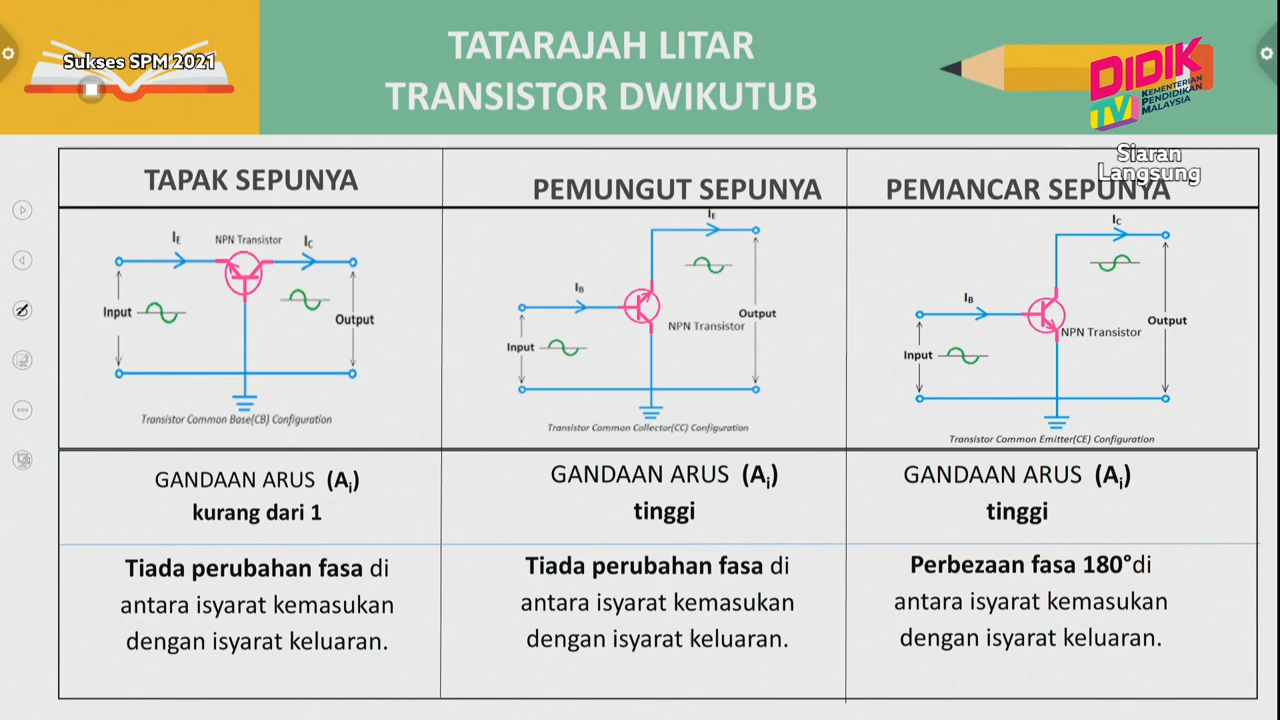 Sukses SPM 2021
TATARAJAH LITAR
TRANSISTOR DWIKUTUB
DIDIK
TV
KEMENTERIAN
PENDIDIKAN
MALAYSIA
Siaran
Langsung
TAPAK SEPUNYA
PEMUNGUT SEPUNYA
PEMANCAR SEPUNYA
IE
NPN Transistor
IC
Input
Output
Transistor Common Base(CB) Configuration
IE
IB
Output
NPN Transistor
Input
Transistor Common Collector(CC) Configuration
IC
IB
Output
NPN Transistor
Input
Transistor Common Emitter(CE) Configuration
GANDAAN ARUS (Ai)
kurang dari 1
GANDAAN ARUS (Ai)
tinggi
GANDAAN ARUS (Ai)
tinggi
Tiada perubahan fasa di
antara isyarat kemasukan
dengan isyarat keluaran.
Tiada perubahan fasa di
antara isyarat kemasukan
dengan isyarat keluaran.
Perbezaan fasa 180°di
antara isyarat kemasukan
dengan isyarat keluaran.